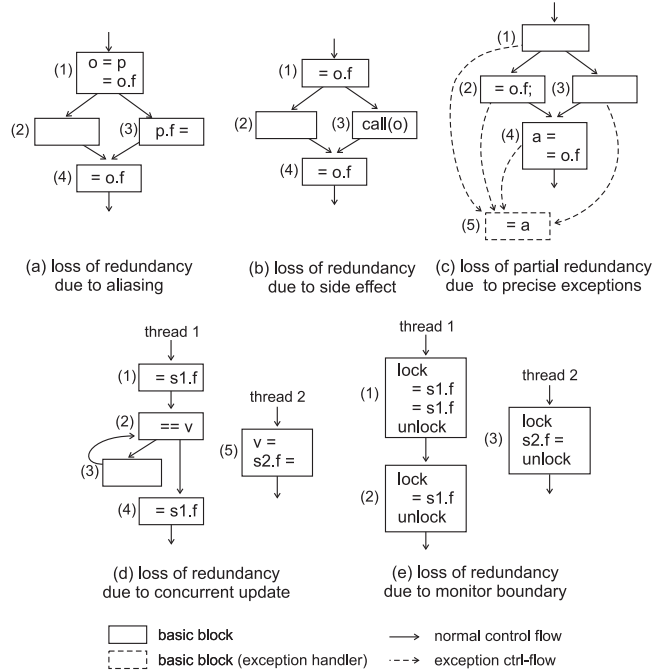 (1)
o = p
= o.f
(2)
(3)
p.f =
(4)
= o.f
(a) loss of redundancy
due to aliasing
(1)
= o.f
(2)
(3)
call(o)
(4)
= o.f
(b) loss of redundancy
due to side effect
(1)
(2)
= o.f;
(3)
(4)
a =
= o.f
(5)
= a
(c) loss of partial redundancy
due to precise exceptions
thread 1
(1)
= s1.f
(2)
== v
(3)
(4)
= s1.f
thread 2
(5)
v =
s2.f =
(d) loss of redundancy
due to concurrent update
thread 1
(1)
lock
= s1.f
= s1.f
unlock
(2)
lock
= s1.f
unlock
thread 2
(3)
lock
s2.f =
unlock
(e) loss of redundancy
due to monitor boundary
basic block
normal control flow
basic block (exception handler)
exception ctrl-flow